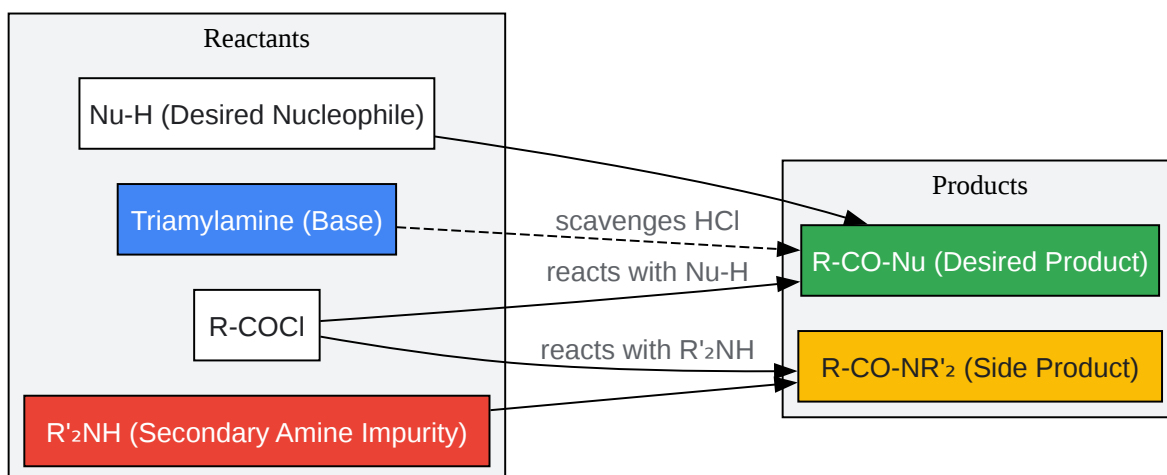 Reactants
Nu-H (Desired Nucleophile)
Triamylamine (Base)
R-COCl
R'₂NH (Secondary Amine Impurity)
scavenges HCl
reacts with Nu-H
reacts with R'₂NH
Products
R-CO-Nu (Desired Product)
R-CO-NR'₂ (Side Product)